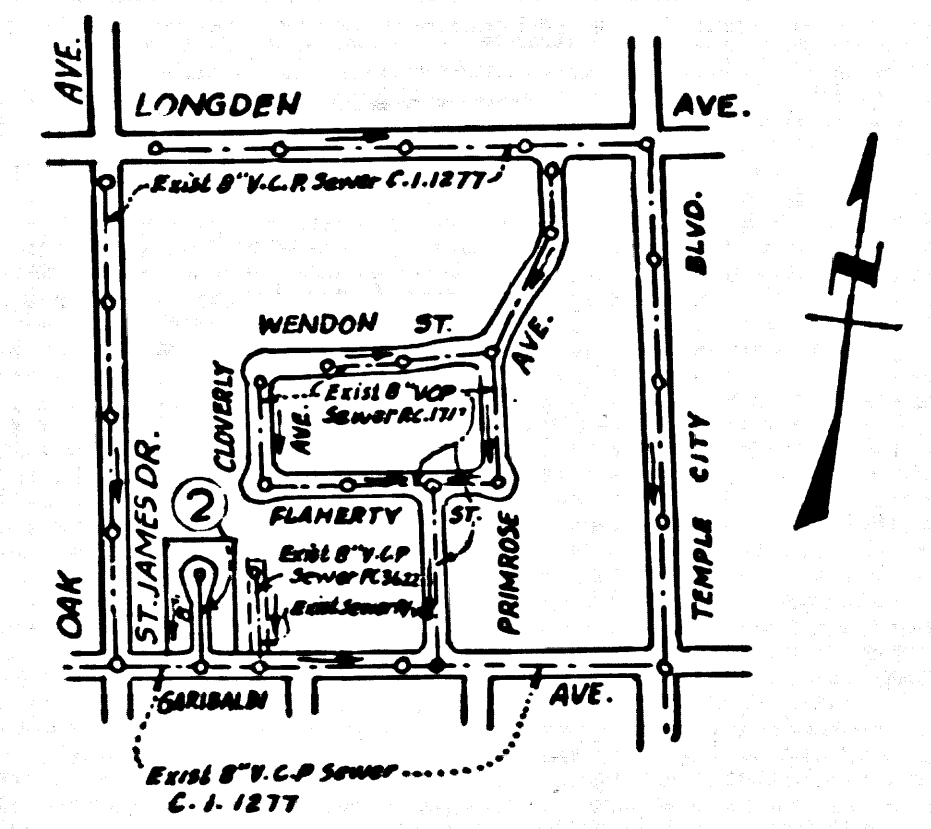 AVE.
LONGDEN
AVE.
Exist 8" V.C.P. Sewer C.I.1277
BLVD.
WENDON ST.
AVE.
CLOVERLY
AVE.
Exist 8" VCP
Sewer P.C.
CITY
ST. JAMES DR.
2
FLAHERTY ST.
PRIMROSE
TEMPLE
OAK
Exist 8" V.C.P
Sewer PC3622
"A"
Exist Sewer
GARIBALDI
AVE.
Exist 8" V.C.P Sewer
C.I. 1277
N